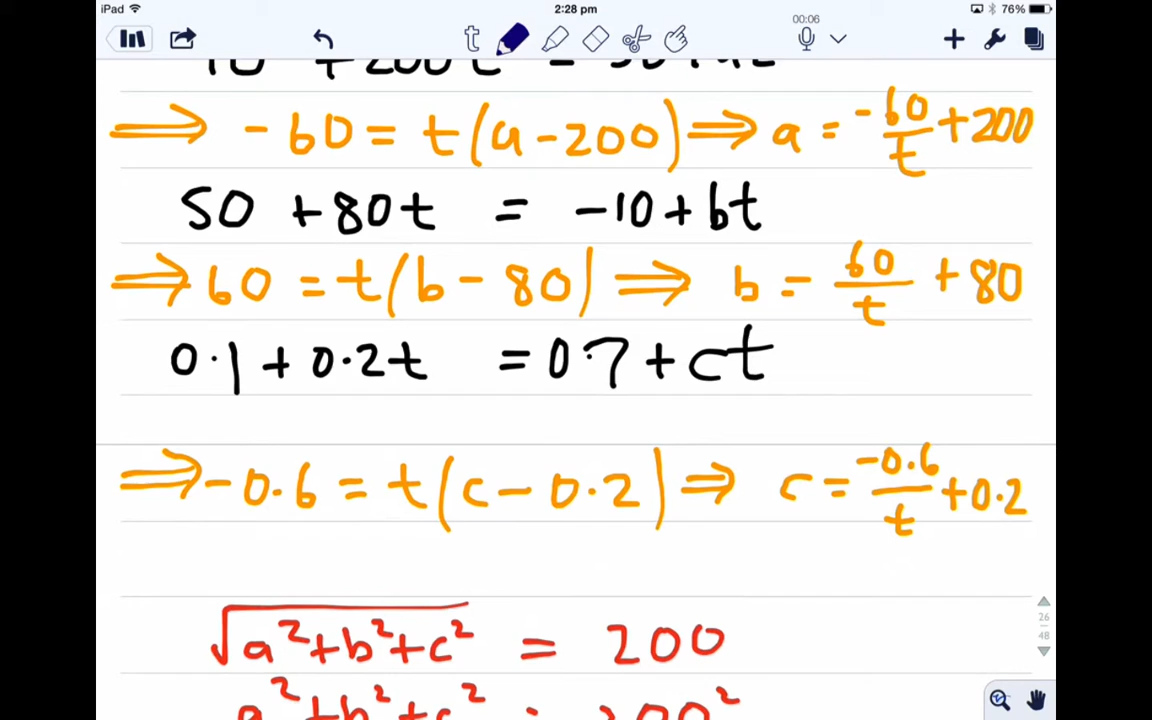 iPad 2:28 pm 76%
t 00:06
⟹ -60 = t(a-200) ⟹ a = -60/t +200
50 +80t = -10+bt
⟹ 60 = t(b-80) ⟹ b = 60/t +80
0.1+0.2t = 0.7+ct
⟹ -0.6 = t(c-0.2) ⟹ c = -0.6/t +0.2
26
48
√(a²+b²+c²) = 200